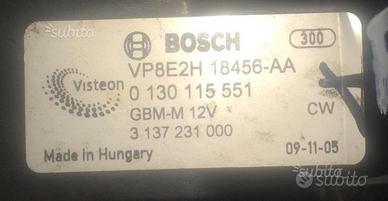 subito
BOSCH
300
VP8E2H 18456-AA
Visteon
0 130 115 551
GBM-M 12V
CW
3 137 231 000
Made in Hungary
09-11-05
subito